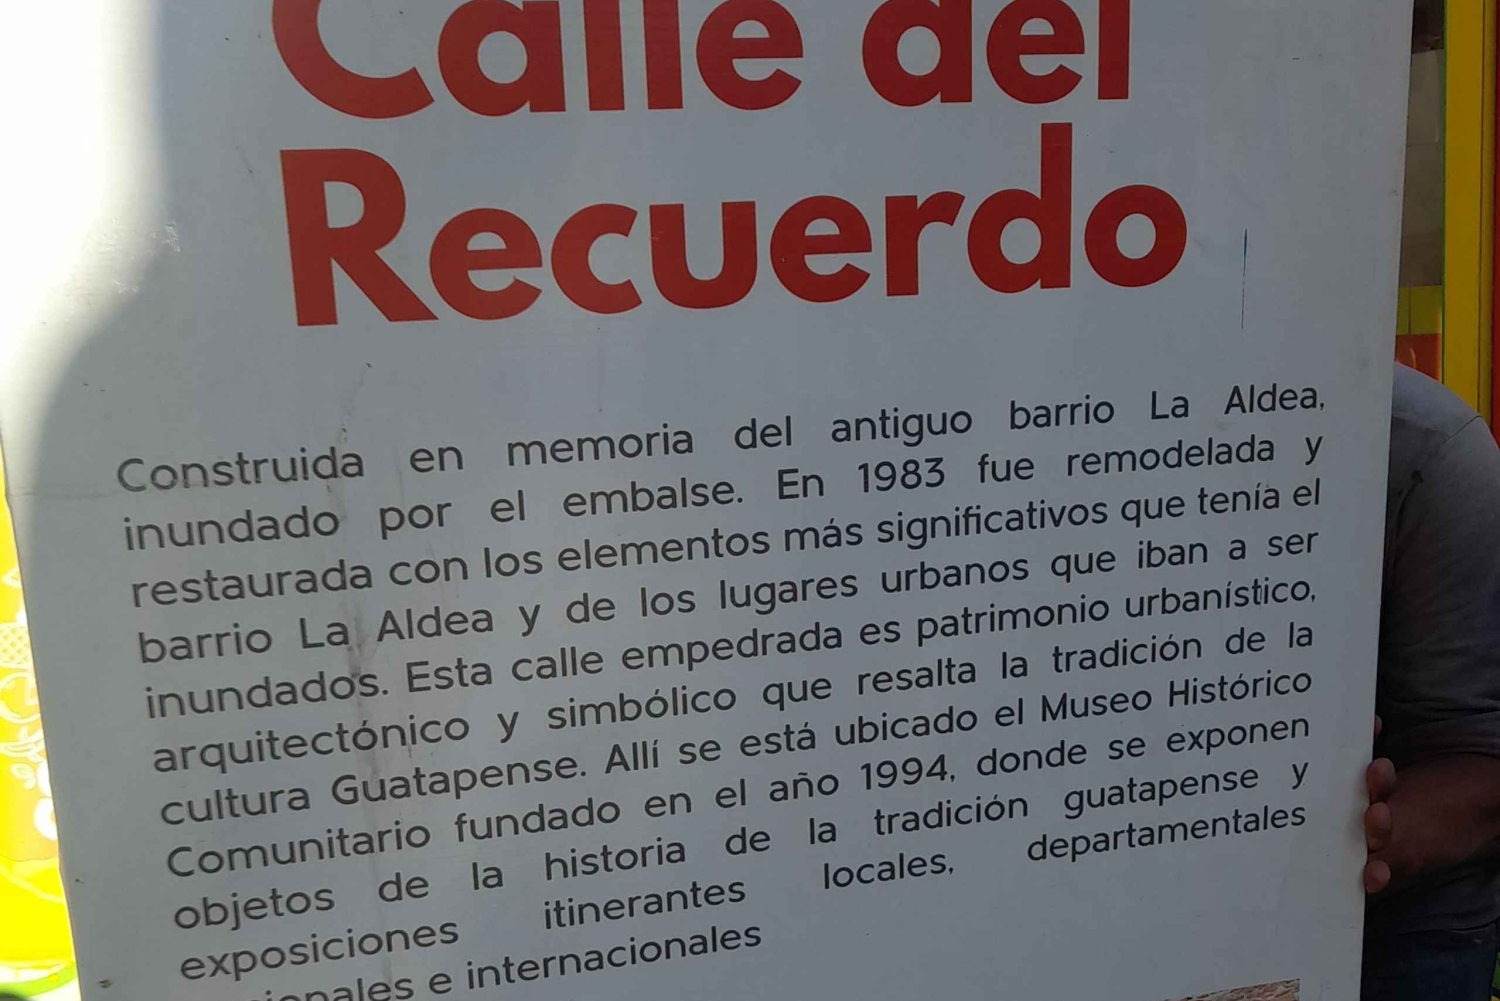 Calle del
Recuerdo
Construida en memoria del antiguo barrio La Aldea,
inundado por el embalse. En 1983 fue remodelada y
restaurada con los elementos más significativos que tenía el
barrio La Aldea y de los lugares urbanos que iban a ser
inundados. Esta calle empedrada es patrimonio urbanístico,
arquitectónico y simbólico que resalta la tradición de la
cultura Guatapense. Allí se está ubicado el Museo Histórico
Comunitario fundado en el año 1994, donde se exponen
objetos de la historia de la tradición guatapense y
exposiciones itinerantes locales, departamentales
e internacionales